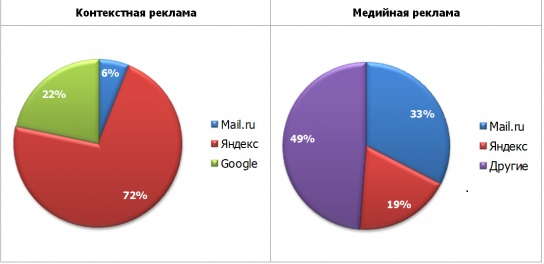 Контекстная реклама
Медийная реклама
6%
22%
72%
Mail.ru
Яндекс
Google
33%
49%
19%
Mail.ru
Яндекс
Другие